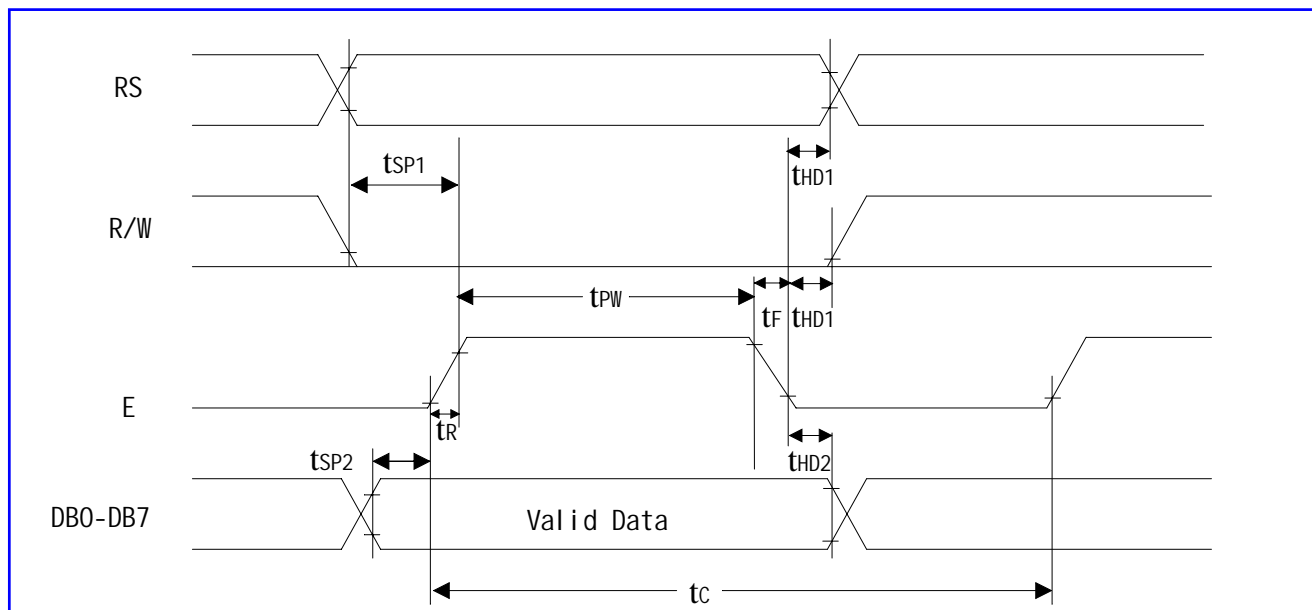 RS
tSP1
tHD1
R/W
tPW
tF
tHD1
E
tR
tSP2
tHD2
DB0-DB7
Valid Data
tC